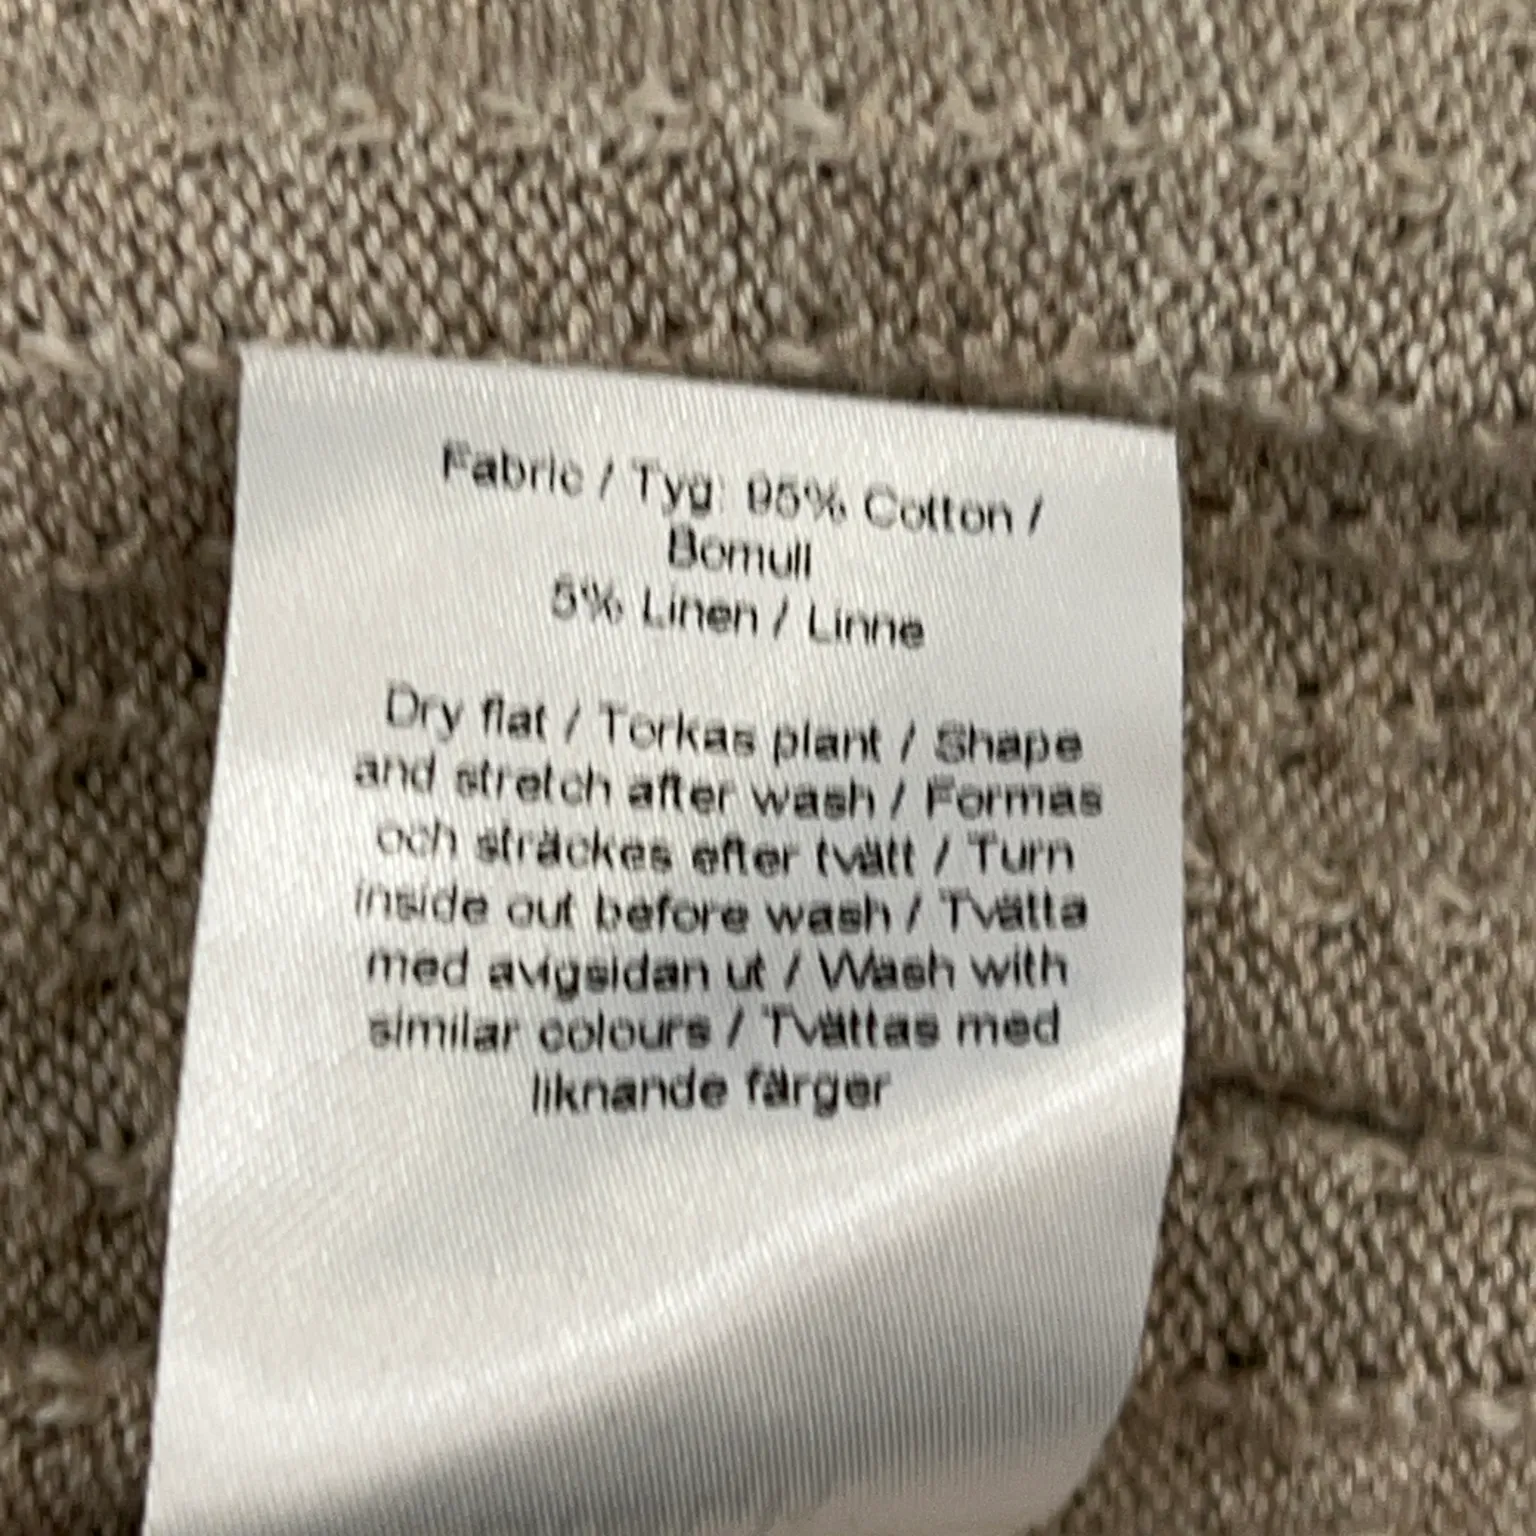 Fabric / Tyg: 95% Cotton /
Bomull
5% Linen / Linne
Dry flat / Torkas plant / Shape
and stretch after wash / Formas
och sträckes efter tvätt / Turn
inside out before wash / Tvätta
med avigsidan ut / Wash with
similar colours / Tvättas med
liknande färger